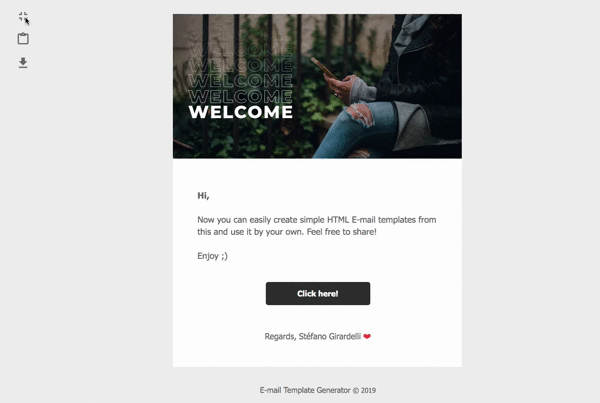 WELCOME
WELCOME
WELCOME
WELCOME
WELCOME
Hi,
Now you can easily create simple HTML E-mail templates from
this and use it by your own. Feel free to share!
Enjoy ;)
Click here!
Regards, Stéfano Girardelli ❤
E-mail Template Generator © 2019